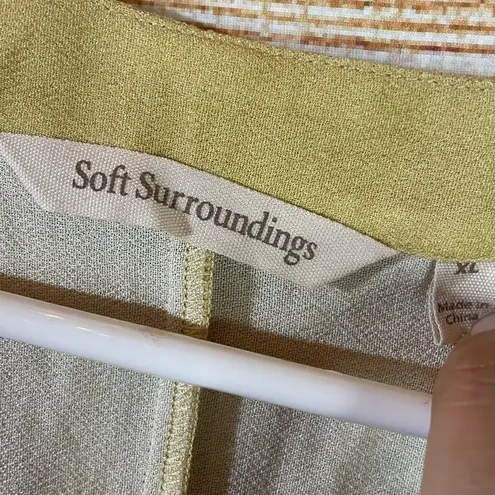 Soft Surroundings
XL
Made in
China